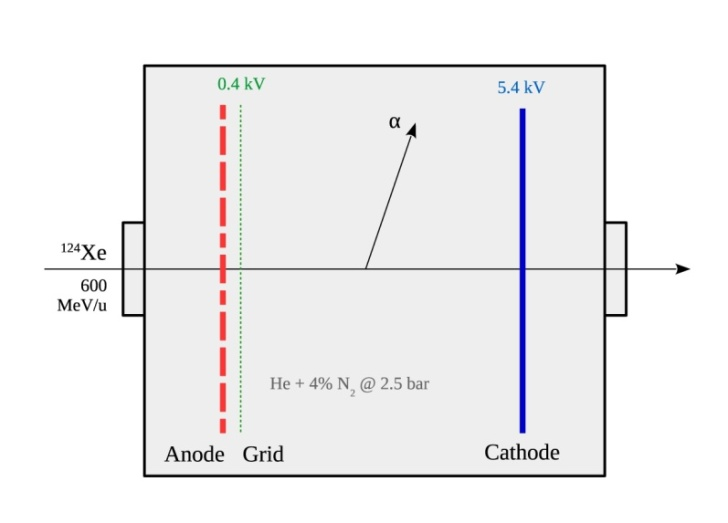 0.4 kV
5.4 kV
α
¹²⁴Xe
600
MeV/u
He + 4% N₂ @ 2.5 bar
Anode
Grid
Cathode